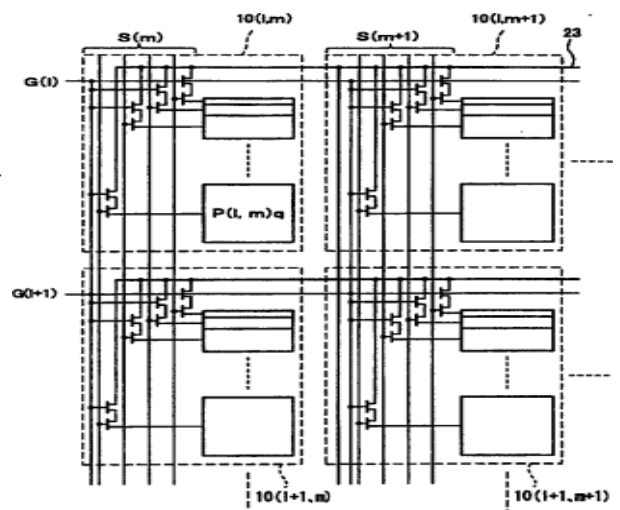 10(l,m)
10(l,m+1)
S(m)
S(m+1)
23
G(l)
P(l, m)q
G(l+1)
10(l+1,m)
10(l+1,m+1)